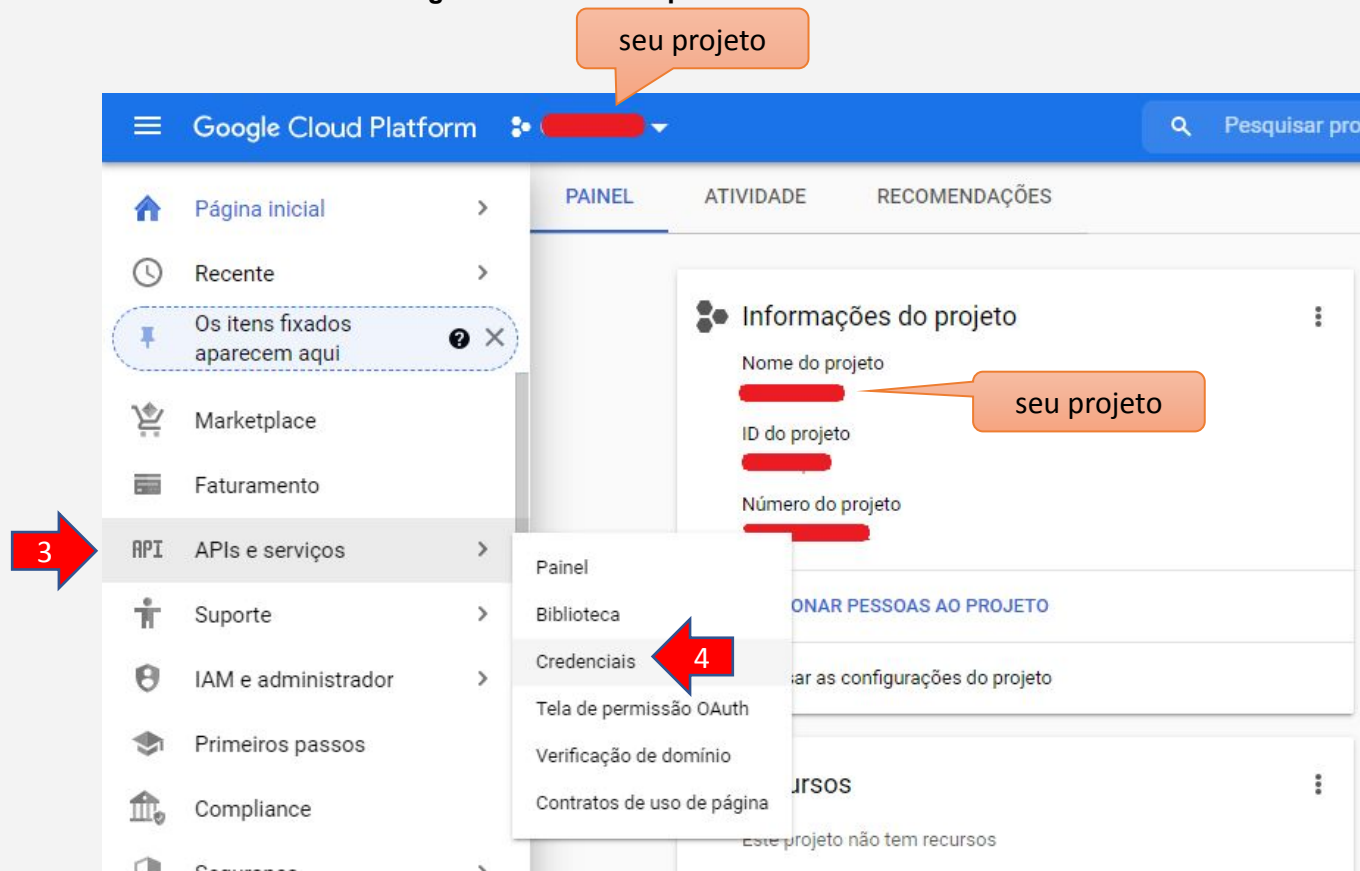 seu projeto
Google Cloud Platform
Pesquisar pro
Página inicial
PAINEL
ATIVIDADE
RECOMENDAÇÕES
Recente
Os itens fixados
aparecem aqui
Informações do projeto
Nome do projeto
seu projeto
ID do projeto
Número do projeto
Marketplace
Faturamento
3
API
APIs e serviços
Suporte
IAM e administrador
Primeiros passos
Compliance
Painel
Biblioteca
Credenciais
4
Tela de permissão OAuth
Verificação de domínio
Contratos de uso de página
ONAR PESSOAS AO PROJETO
ar as configurações do projeto
ursos
Este projeto não tem recursos